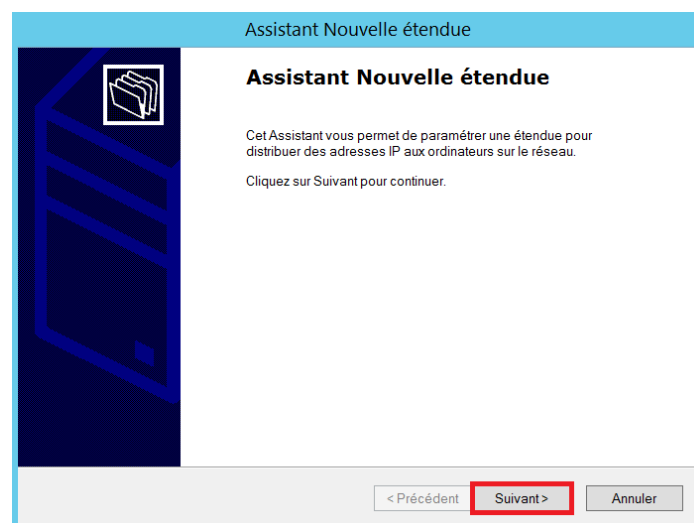 Assistant Nouvelle étendue
Assistant Nouvelle étendue
Cet Assistant vous permet de paramétrer une étendue pour
distribuer des adresses IP aux ordinateurs sur le réseau.
Cliquez sur Suivant pour continuer.
< Précédent Suivant > Annuler